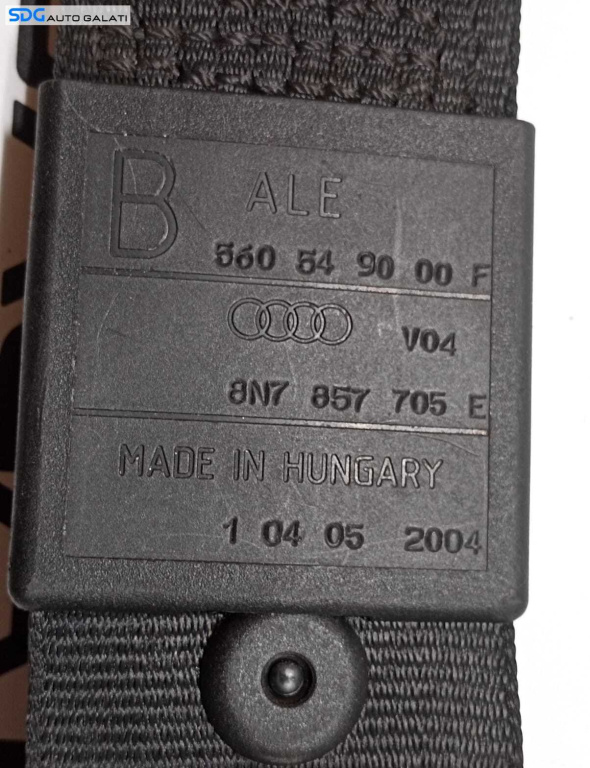 SDG AUTO GALATI
B ALE
560 54 90 00 F
V04
8N7 857 705 E
MADE IN HUNGARY
1 04 05 2004